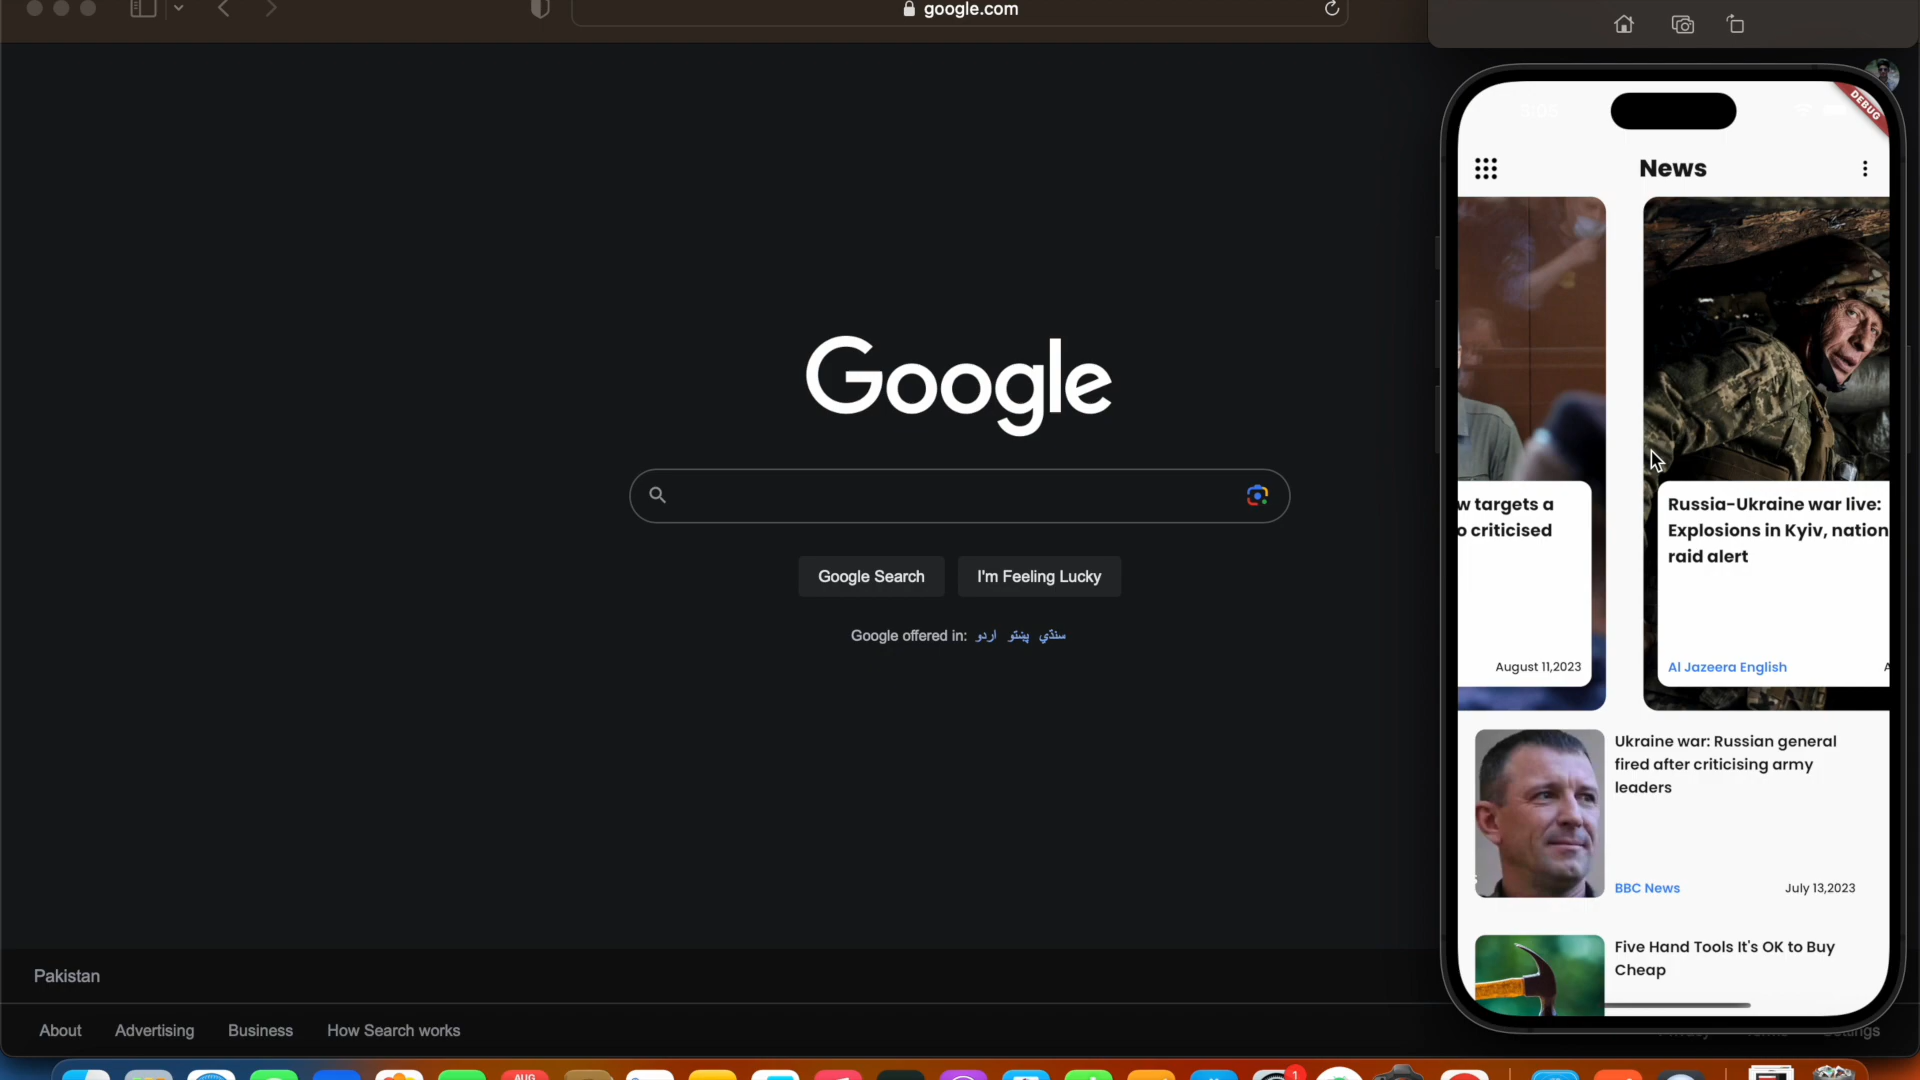 google.com
DEBUG
News
Google
Google Search
I'm Feeling Lucky
Google offered in: اردو پښتو سنڌي
w targets a
o criticised
August 11,2023
Russia-Ukraine war live:
Explosions in Kyiv, nation
raid alert
Al Jazeera English
A
Ukraine war: Russian general
fired after criticising army
leaders
BBC News
July 13,2023
Five Hand Tools It's OK to Buy
Cheap
Pakistan
About
Advertising
Business
How Search works
AUG
1